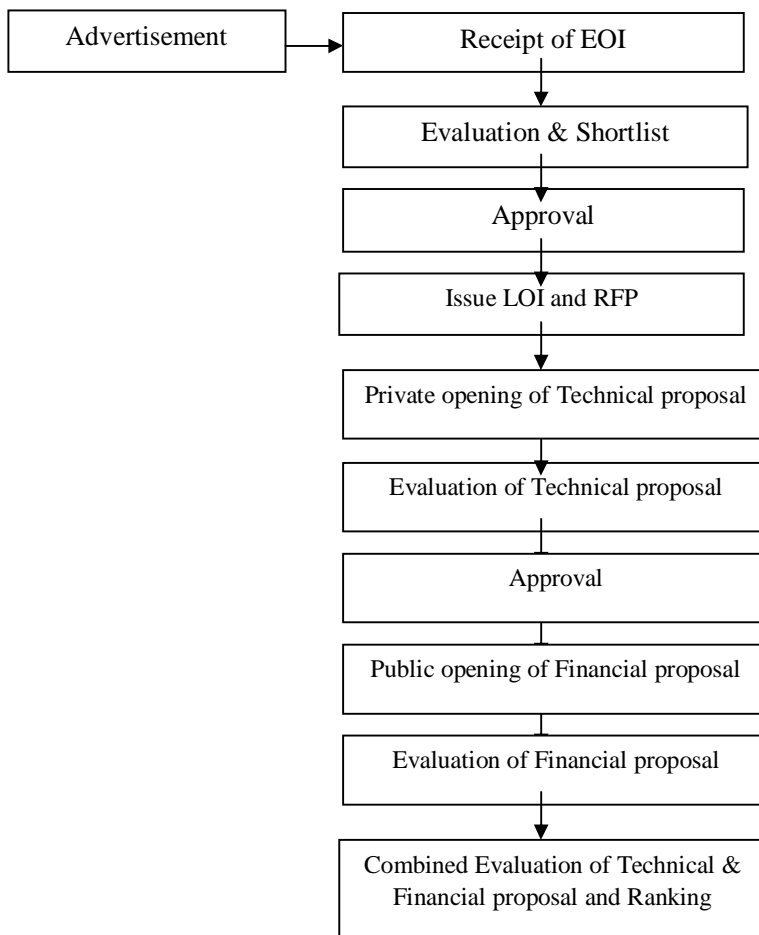 Advertisement
Receipt of EOI
Evaluation & Shortlist
Approval
Issue LOI and RFP
Private opening of Technical proposal
Evaluation of Technical proposal
Approval
Public opening of Financial proposal
Evaluation of Financial proposal
Combined Evaluation of Technical &
Financial proposal and Ranking